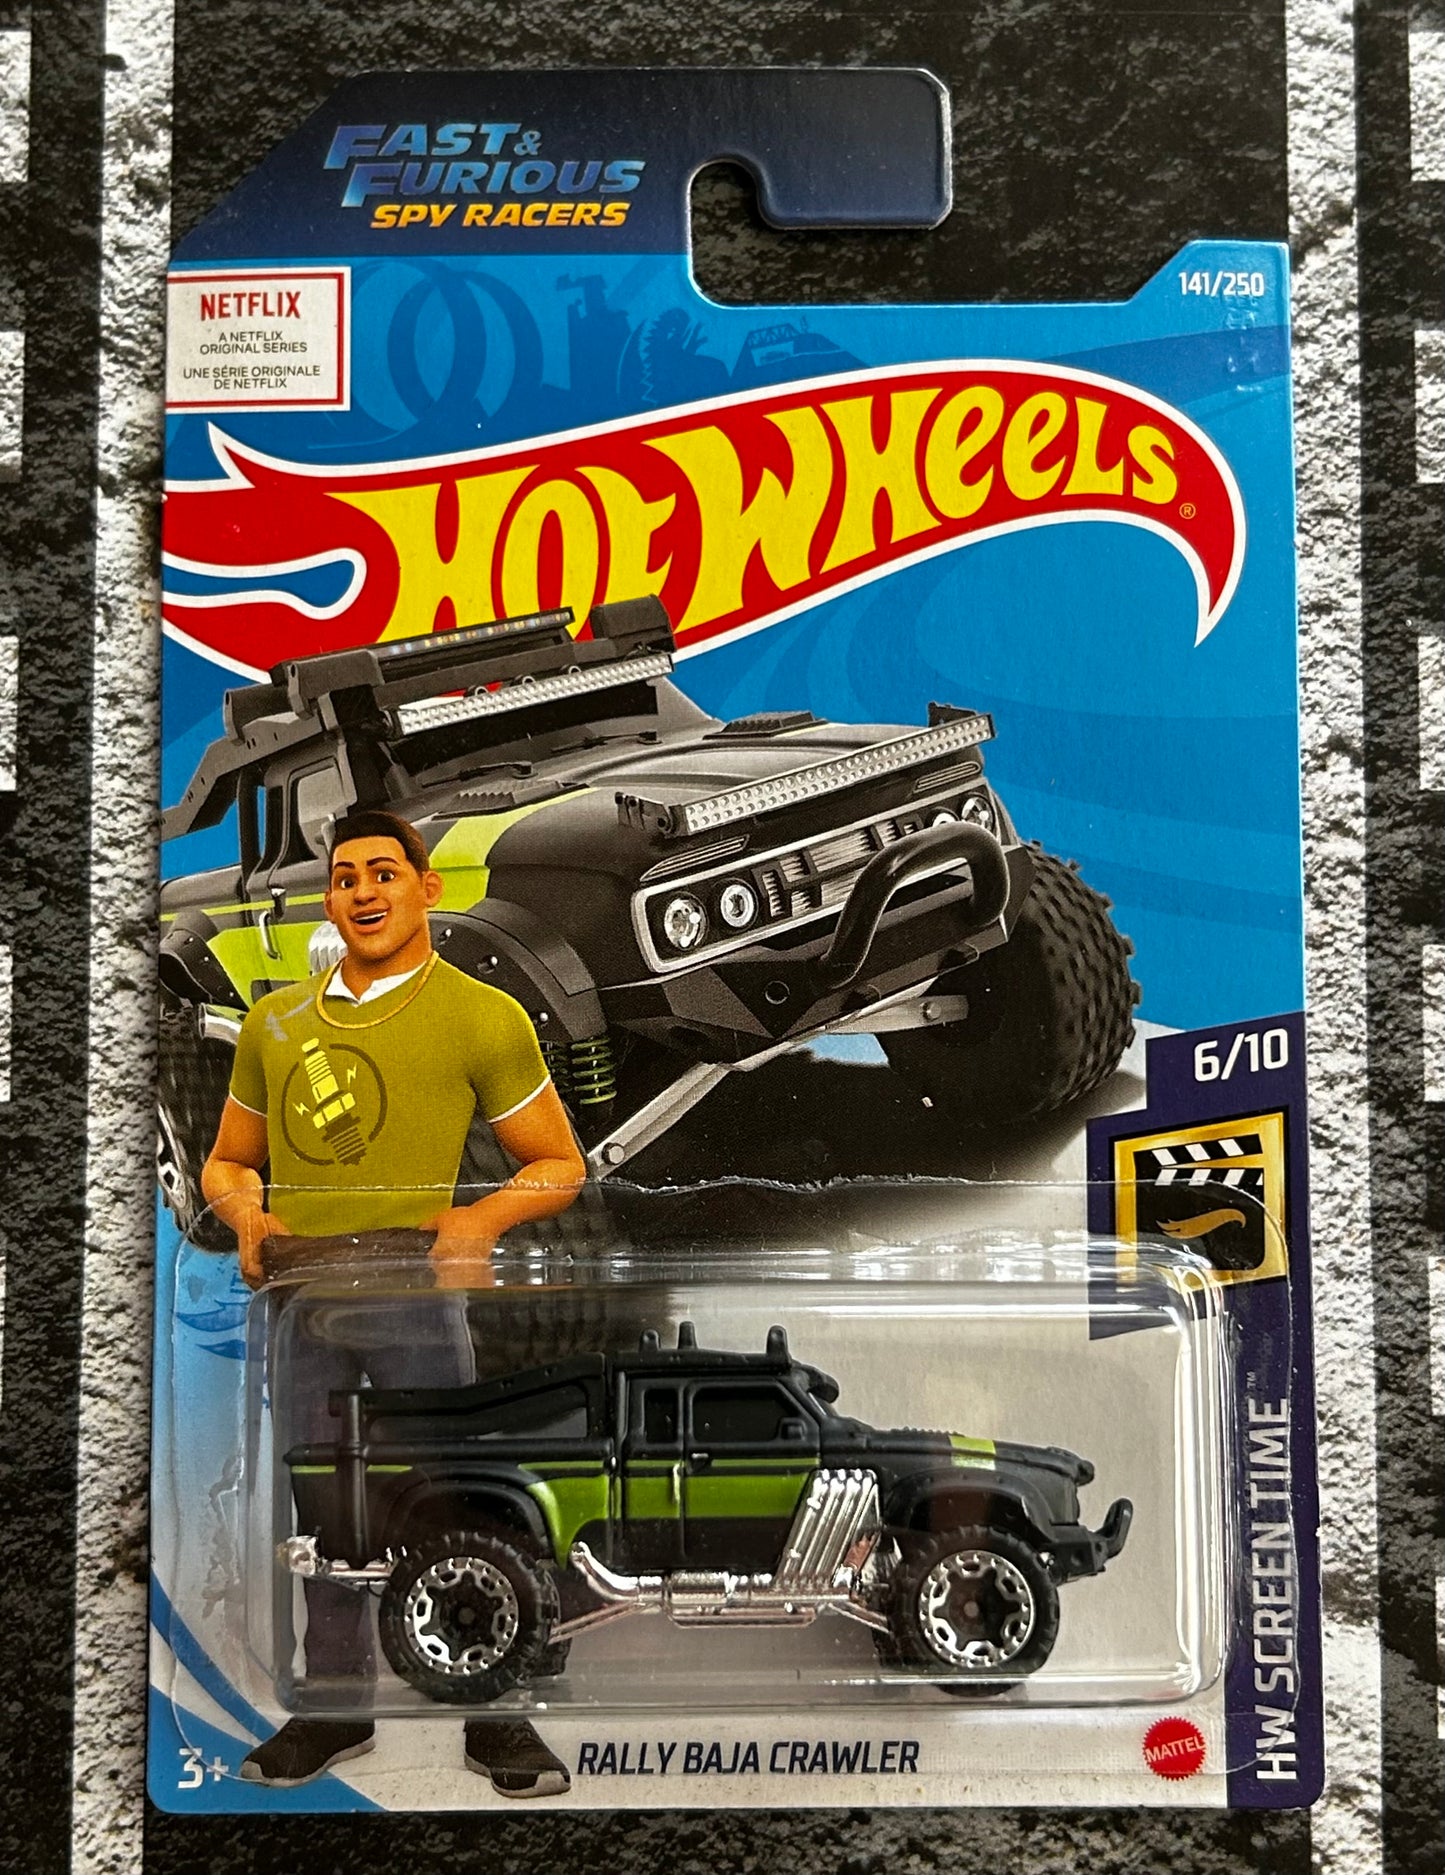 FAST &
FURIOUS
SPY RACERS
141/250
NETFLIX
A NETFLIX
ORIGINAL SERIES
UNE SÉRIE ORIGINALE
DE NETFLIX
HOT WHEELS®
6/10
HW SCREEN TIME™
3+
RALLY BAJA CRAWLER
MATTEL